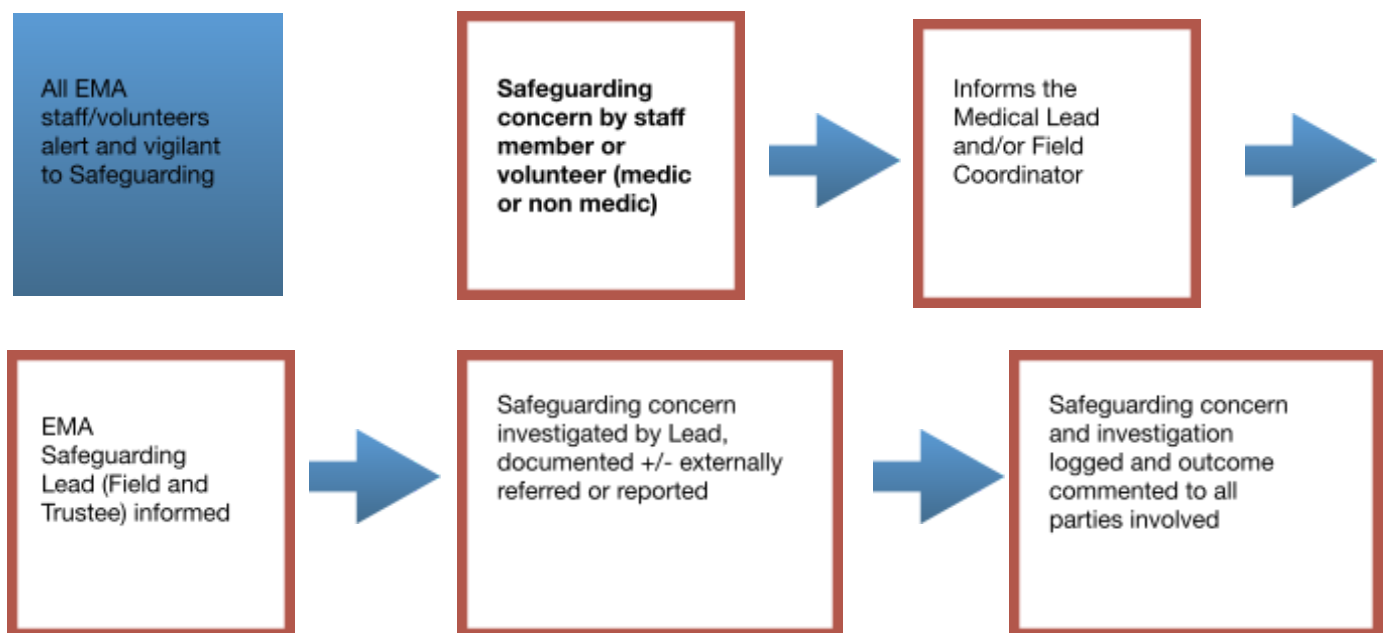 All EMA
staff/volunteers
alert and vigilant
to Safeguarding
Safeguarding
concern by staff
member or
volunteer (medic
or non medic)
Informs the
Medical Lead
and/or Field
Coordinator
EMA
Safeguarding
Lead (Field and
Trustee) informed
Safeguarding concern
investigated by Lead,
documented +/- externally
referred or reported
Safeguarding concern
and investigation
logged and outcome
commented to all
parties involved